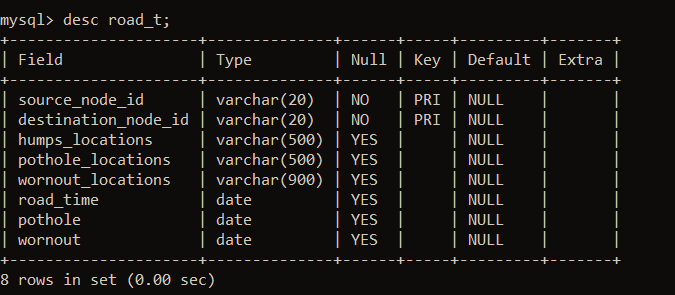 mysql> desc road_t;
+---------------------+--------------+------+-----+---------+-------+
| Field               | Type         | Null | Key | Default | Extra |
+---------------------+--------------+------+-----+---------+-------+
| source_node_id      | varchar(20)  | NO   | PRI | NULL    |       |
| destination_node_id | varchar(20)  | NO   | PRI | NULL    |       |
| humps_locations     | varchar(500) | YES  |     | NULL    |       |
| pothole_locations   | varchar(500) | YES  |     | NULL    |       |
| wornout_locations   | varchar(900) | YES  |     | NULL    |       |
| road_time           | date         | YES  |     | NULL    |       |
| pothole             | date         | YES  |     | NULL    |       |
| wornout             | date         | YES  |     | NULL    |       |
+---------------------+--------------+------+-----+---------+-------+
8 rows in set (0.00 sec)